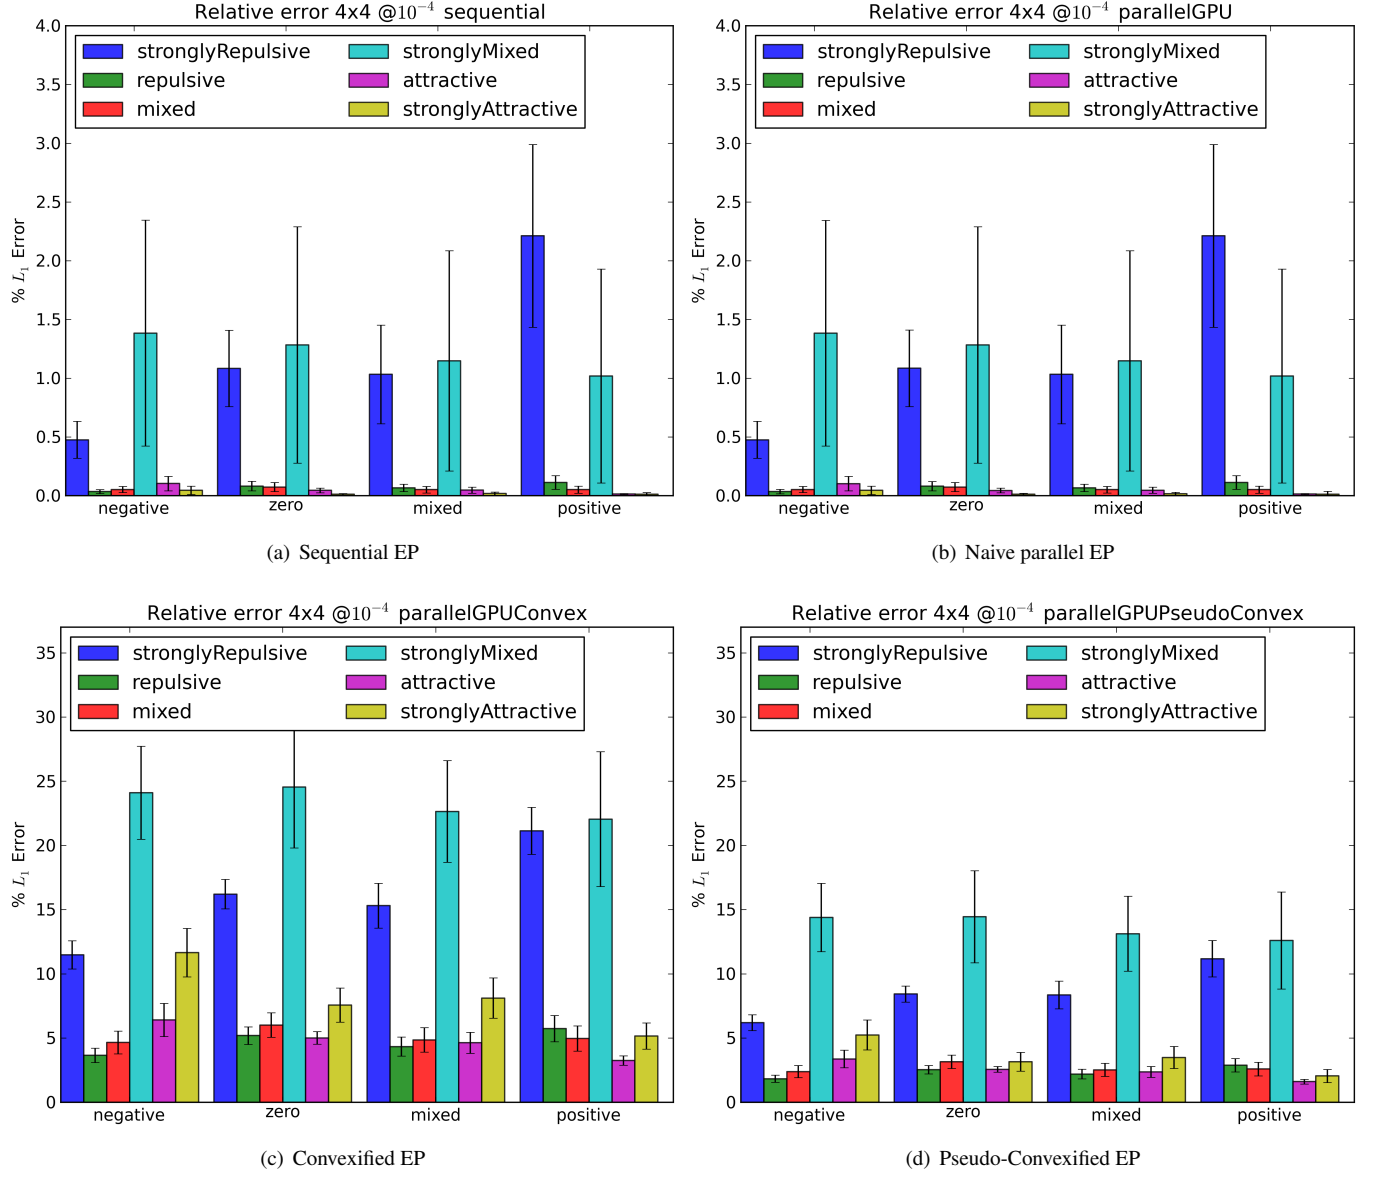 Relative error 4x4 @10⁻⁴ sequential
4.0
3.5
3.0
2.5
2.0
1.5
1.0
0.5
0.0
% L₁ Error
stronglyRepulsive
repulsive
mixed
stronglyMixed
attractive
stronglyAttractive
negative zero mixed positive
(a) Sequential EP
Relative error 4x4 @10⁻⁴ parallelGPU
4.0
3.5
3.0
2.5
2.0
1.5
1.0
0.5
0.0
% L₁ Error
stronglyRepulsive
repulsive
mixed
stronglyMixed
attractive
stronglyAttractive
negative zero mixed positive
(b) Naive parallel EP
Relative error 4x4 @10⁻⁴ parallelGPUConvex
35
30
25
20
15
10
5
0
% L₁ Error
stronglyRepulsive
repulsive
mixed
stronglyMixed
attractive
stronglyAttractive
negative zero mixed positive
(c) Convexified EP
Relative error 4x4 @10⁻⁴ parallelGPUPseudoConvex
35
30
25
20
15
10
5
0
% L₁ Error
stronglyRepulsive
repulsive
mixed
stronglyMixed
attractive
stronglyAttractive
negative zero mixed positive
(d) Pseudo-Convexified EP